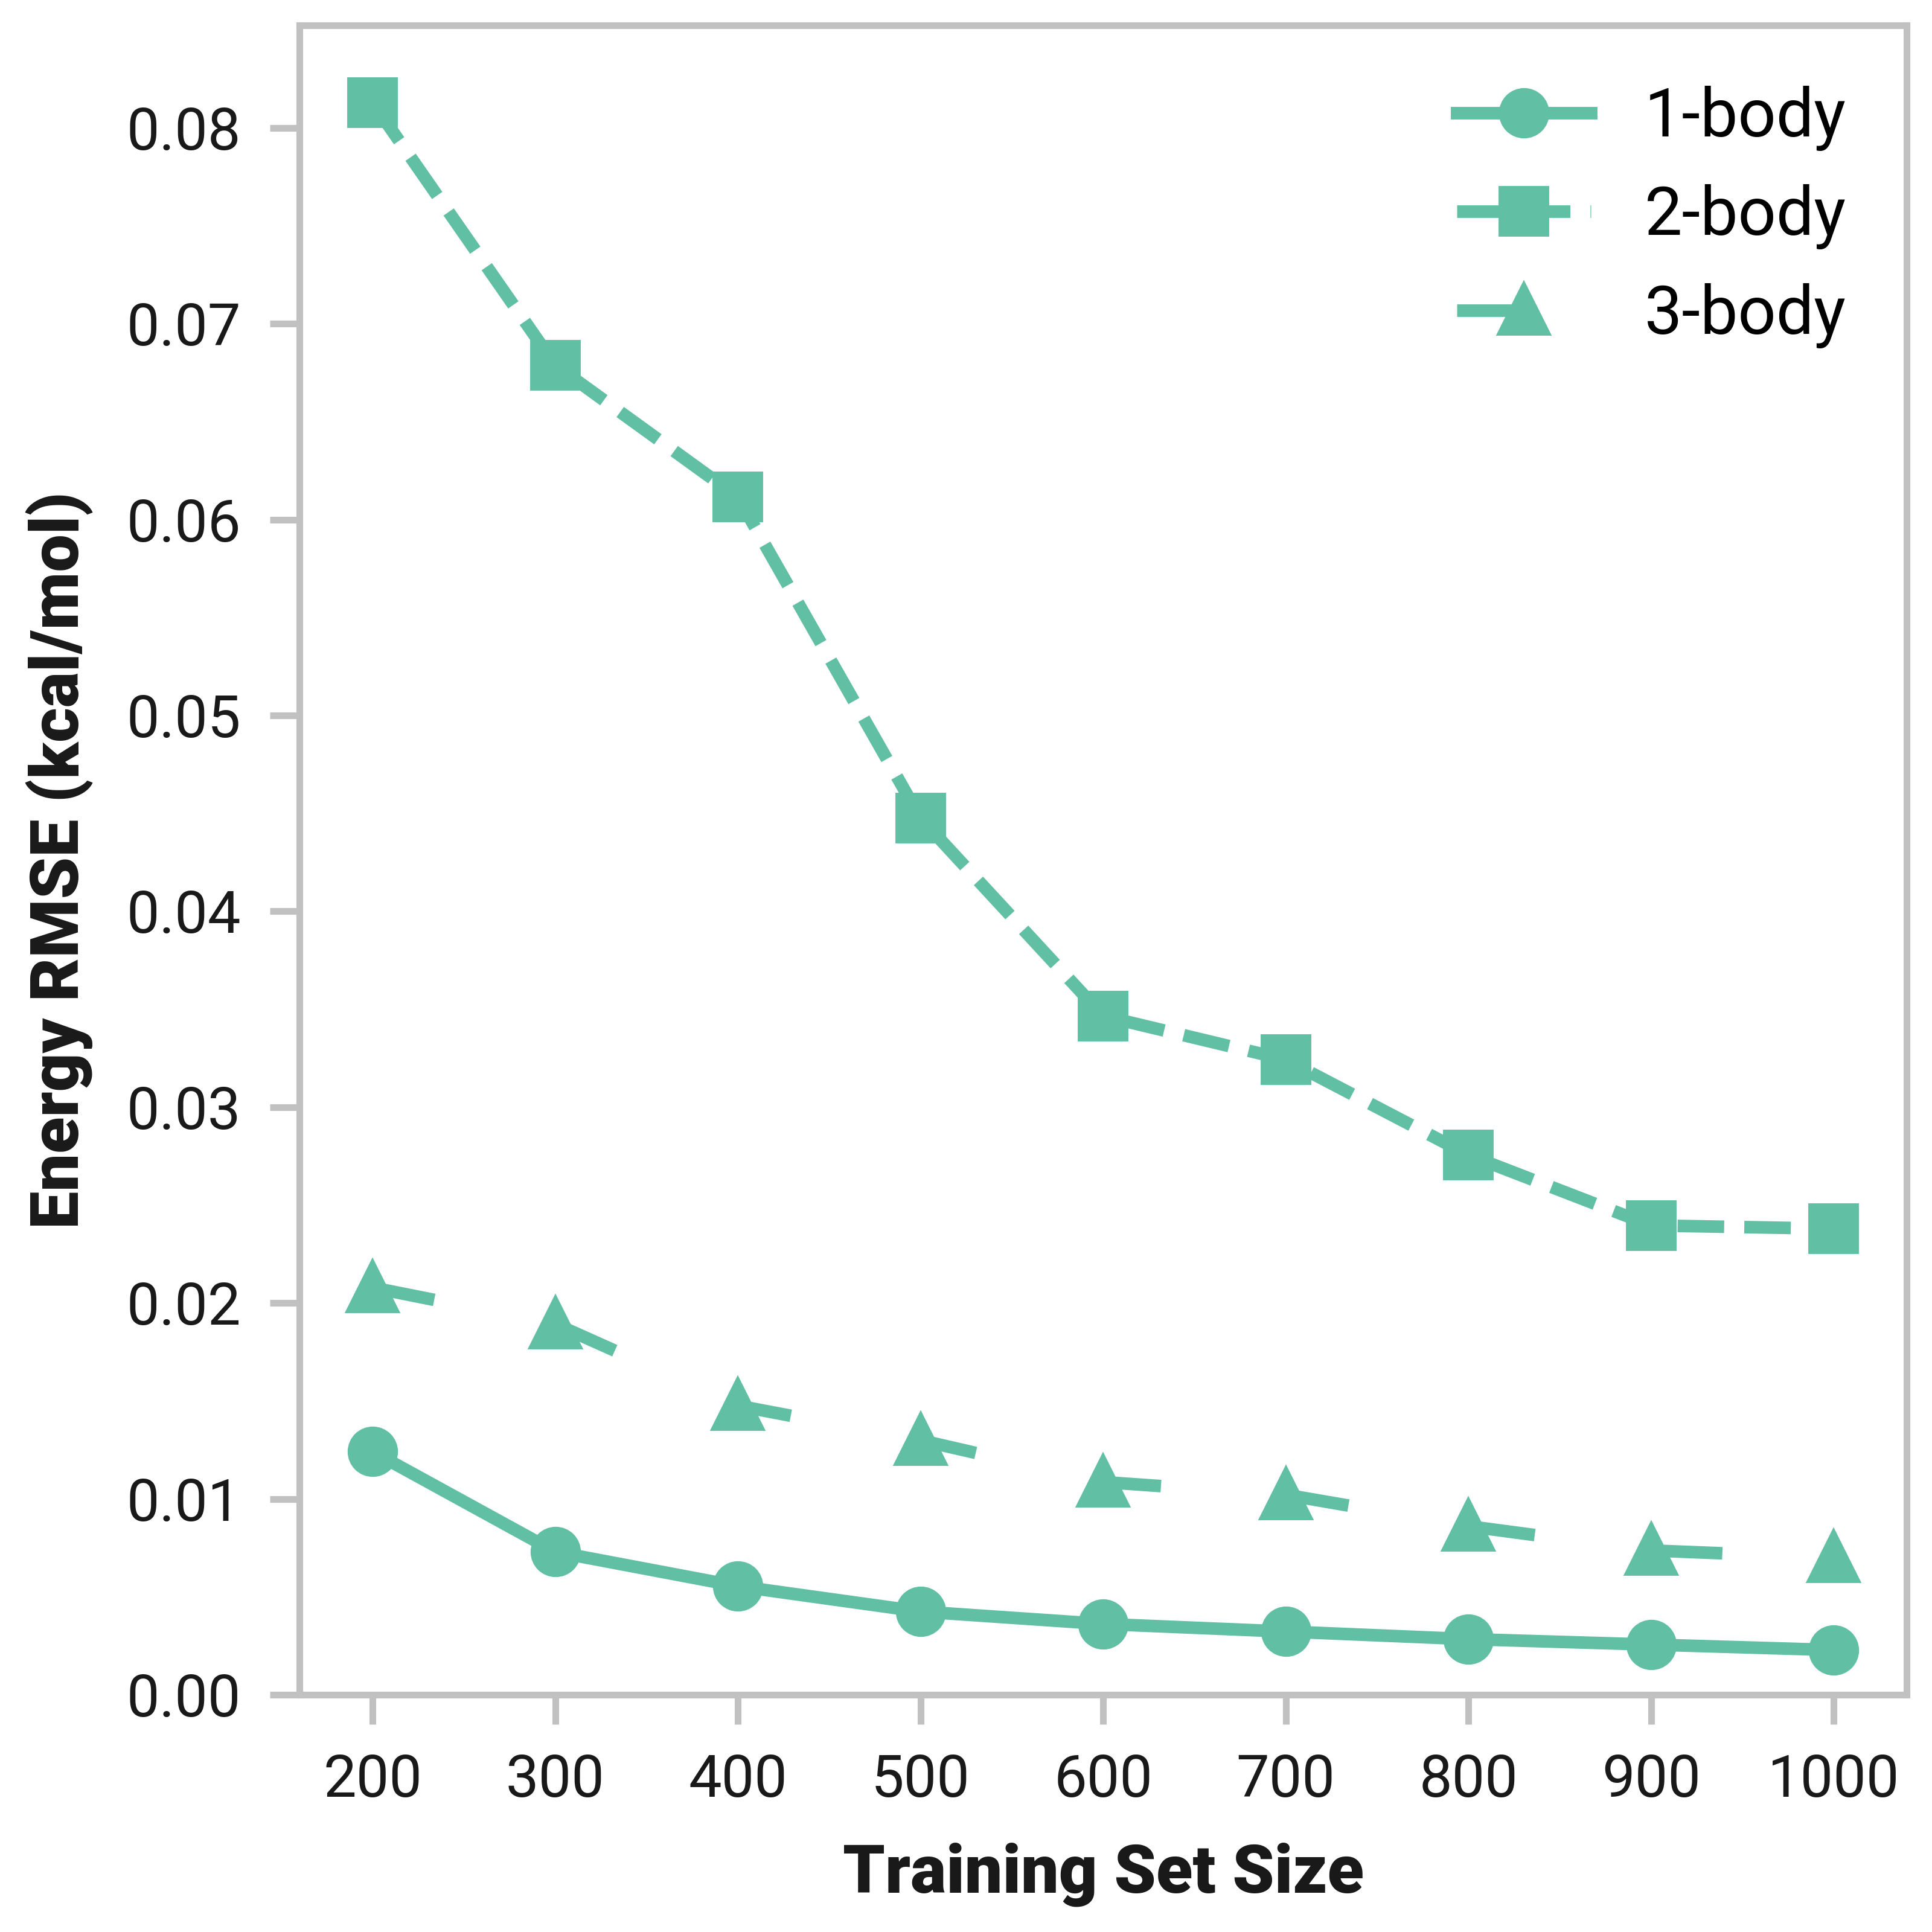 0.08
0.07
0.06
0.05
0.04
0.03
0.02
0.01
0.00
Energy RMSE (kcal/mol)
1-body
2-body
3-body
200 300 400 500 600 700 800 900 1000
Training Set Size